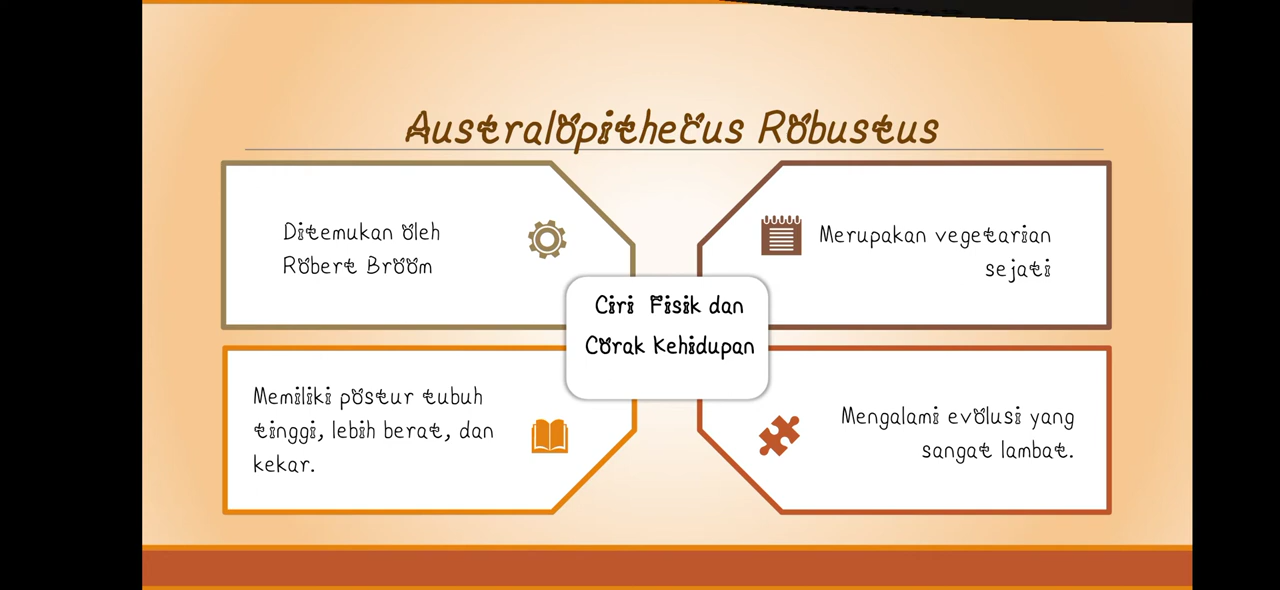 Australopithecus Robustus
Ditemukan oleh
Robert Broom
Merupakan vegetarian
sejati
Ciri Fisik dan
Corak Kehidupan
Memiliki postur tubuh
tinggi, lebih berat, dan
kekar.
Mengalami evolusi yang
sangat lambat.